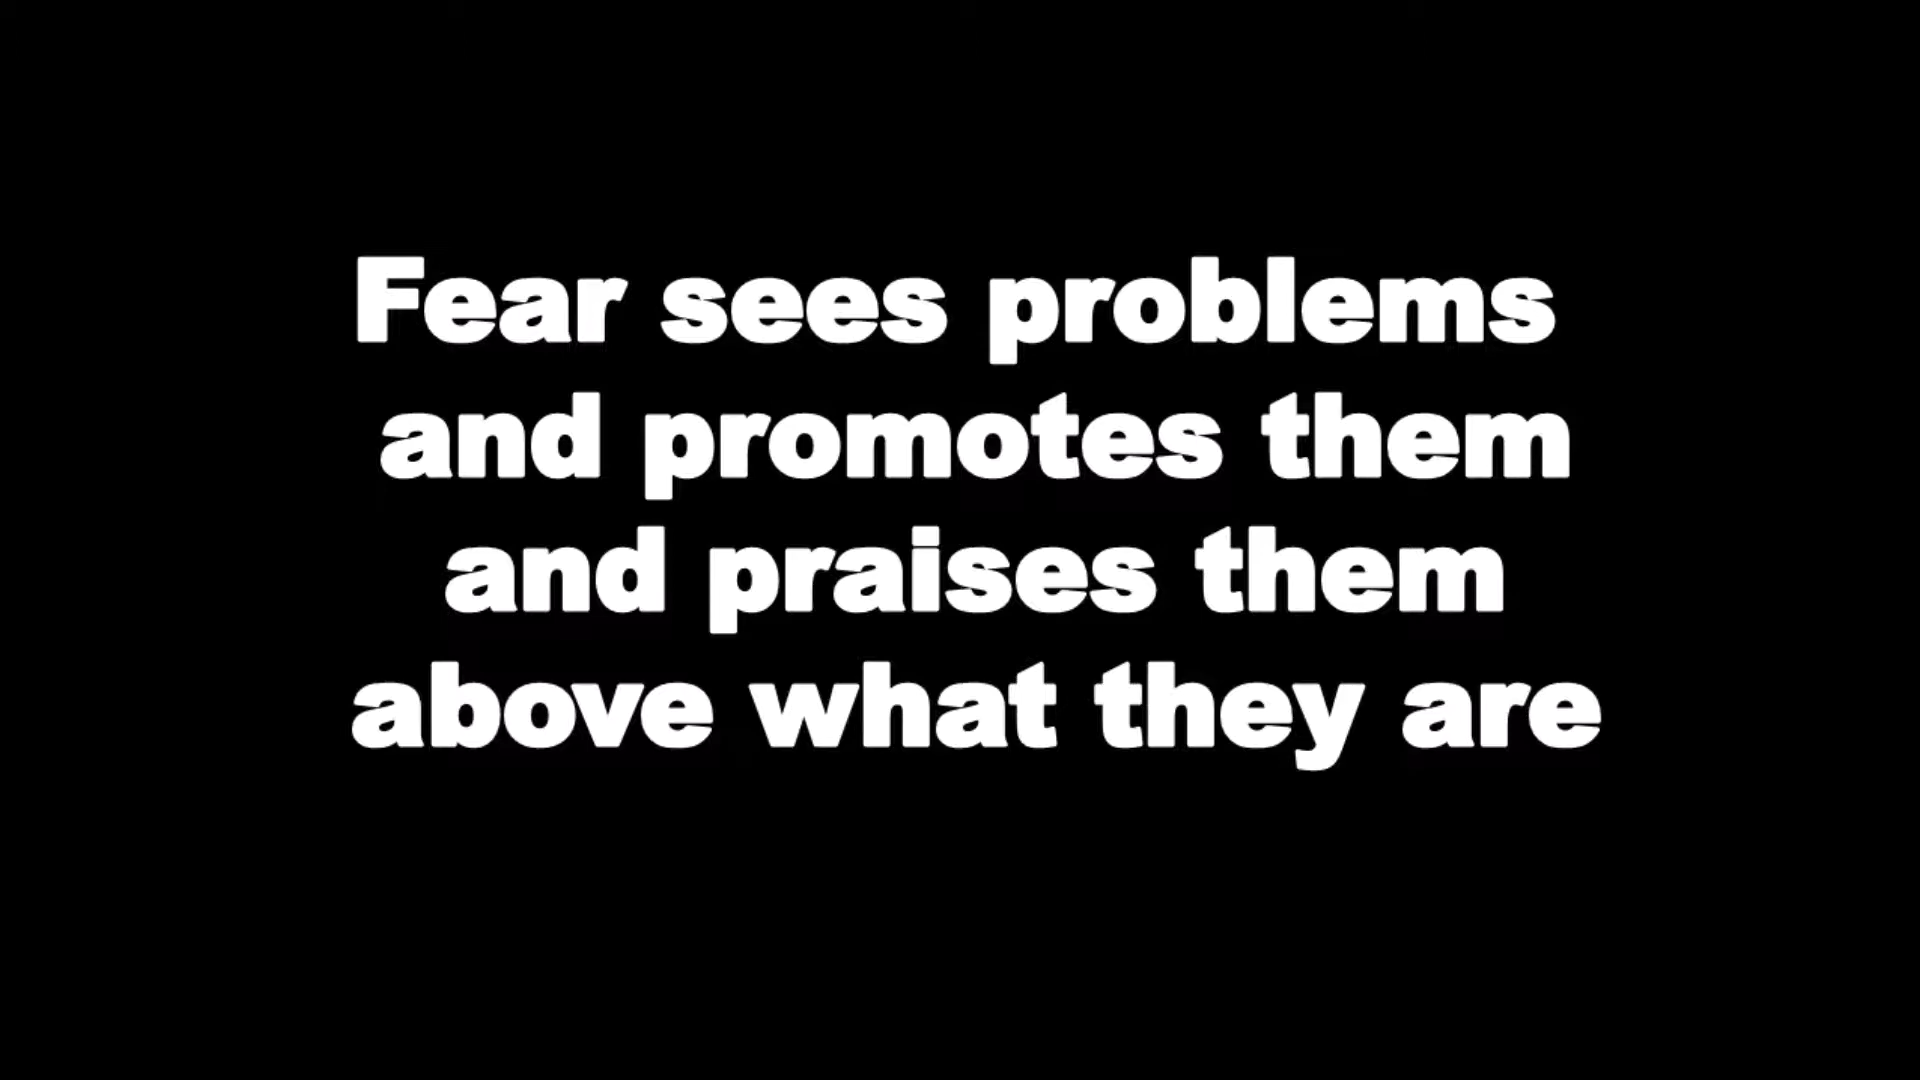 Fear sees problems
and promotes them
and praises them
above what they are